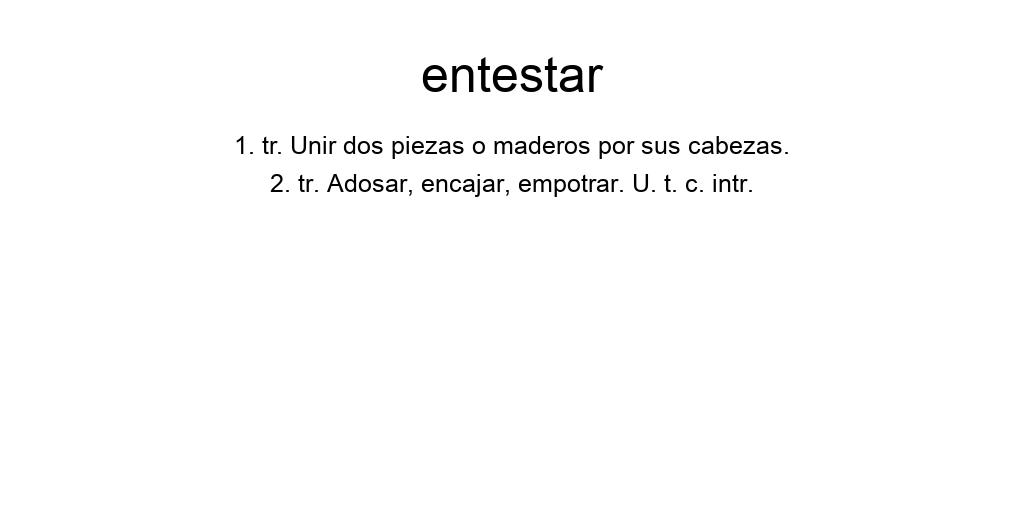 entestar
1. tr. Unir dos piezas o maderos por sus cabezas.
2. tr. Adosar, encajar, empotrar. U. t. c. intr.